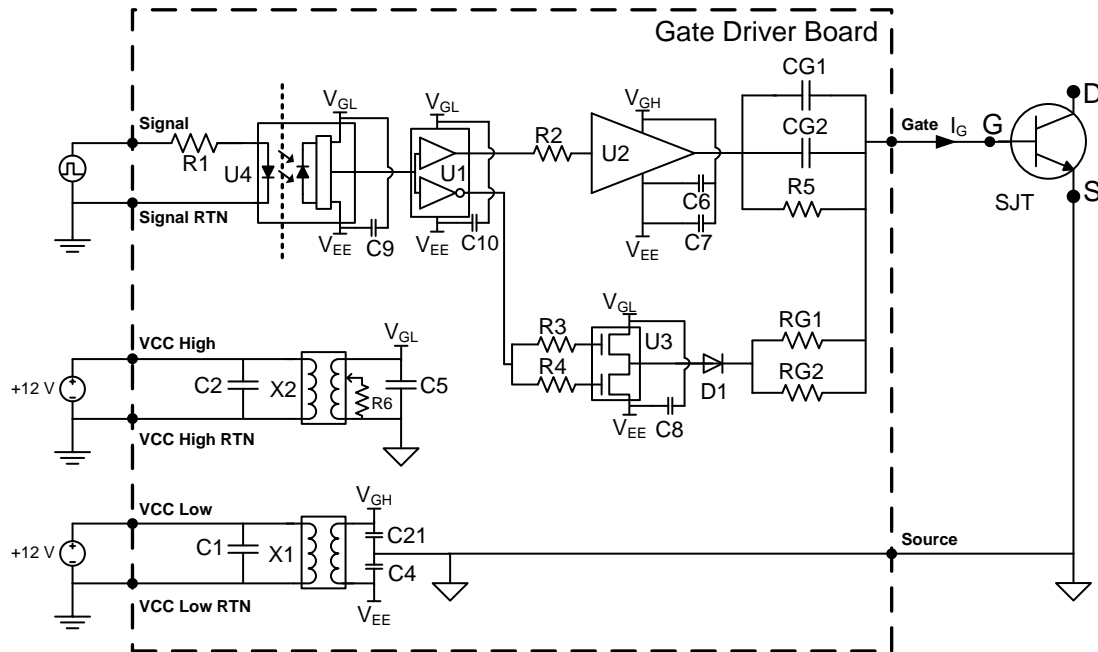 Gate Driver Board
CG1
D
V_GL
V_GL
V_GH
Signal
R2
CG2
Gate
I_G
G
R1
U4
U1
U2
C6
R5
S
Signal RTN
SJT
V_EE
C9
V_EE
C10
C7
V_EE
V_GL
R3
U3
RG1
VCC High
V_GL
R4
RG2
+12 V
C2
X2
R6
C5
D1
V_EE
C8
VCC High RTN
V_GH
VCC Low
C21
Source
+12 V
C1
X1
C4
VCC Low RTN
V_EE